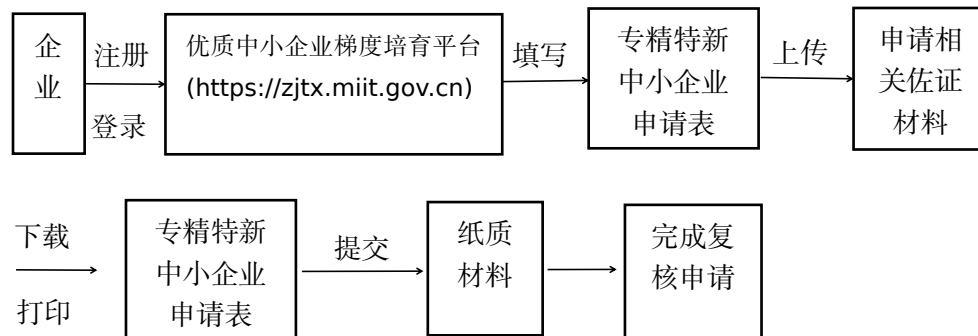 企
业
注册
登录
优质中小企业梯度培育平台
(https://zjtx.miit.gov.cn)
填写
专精特新
中小企业
申请表
上传
申请相
关佐证
材料
下载
打印
专精特新
中小企业
申请表
提交
纸质
材料
完成复
核申请